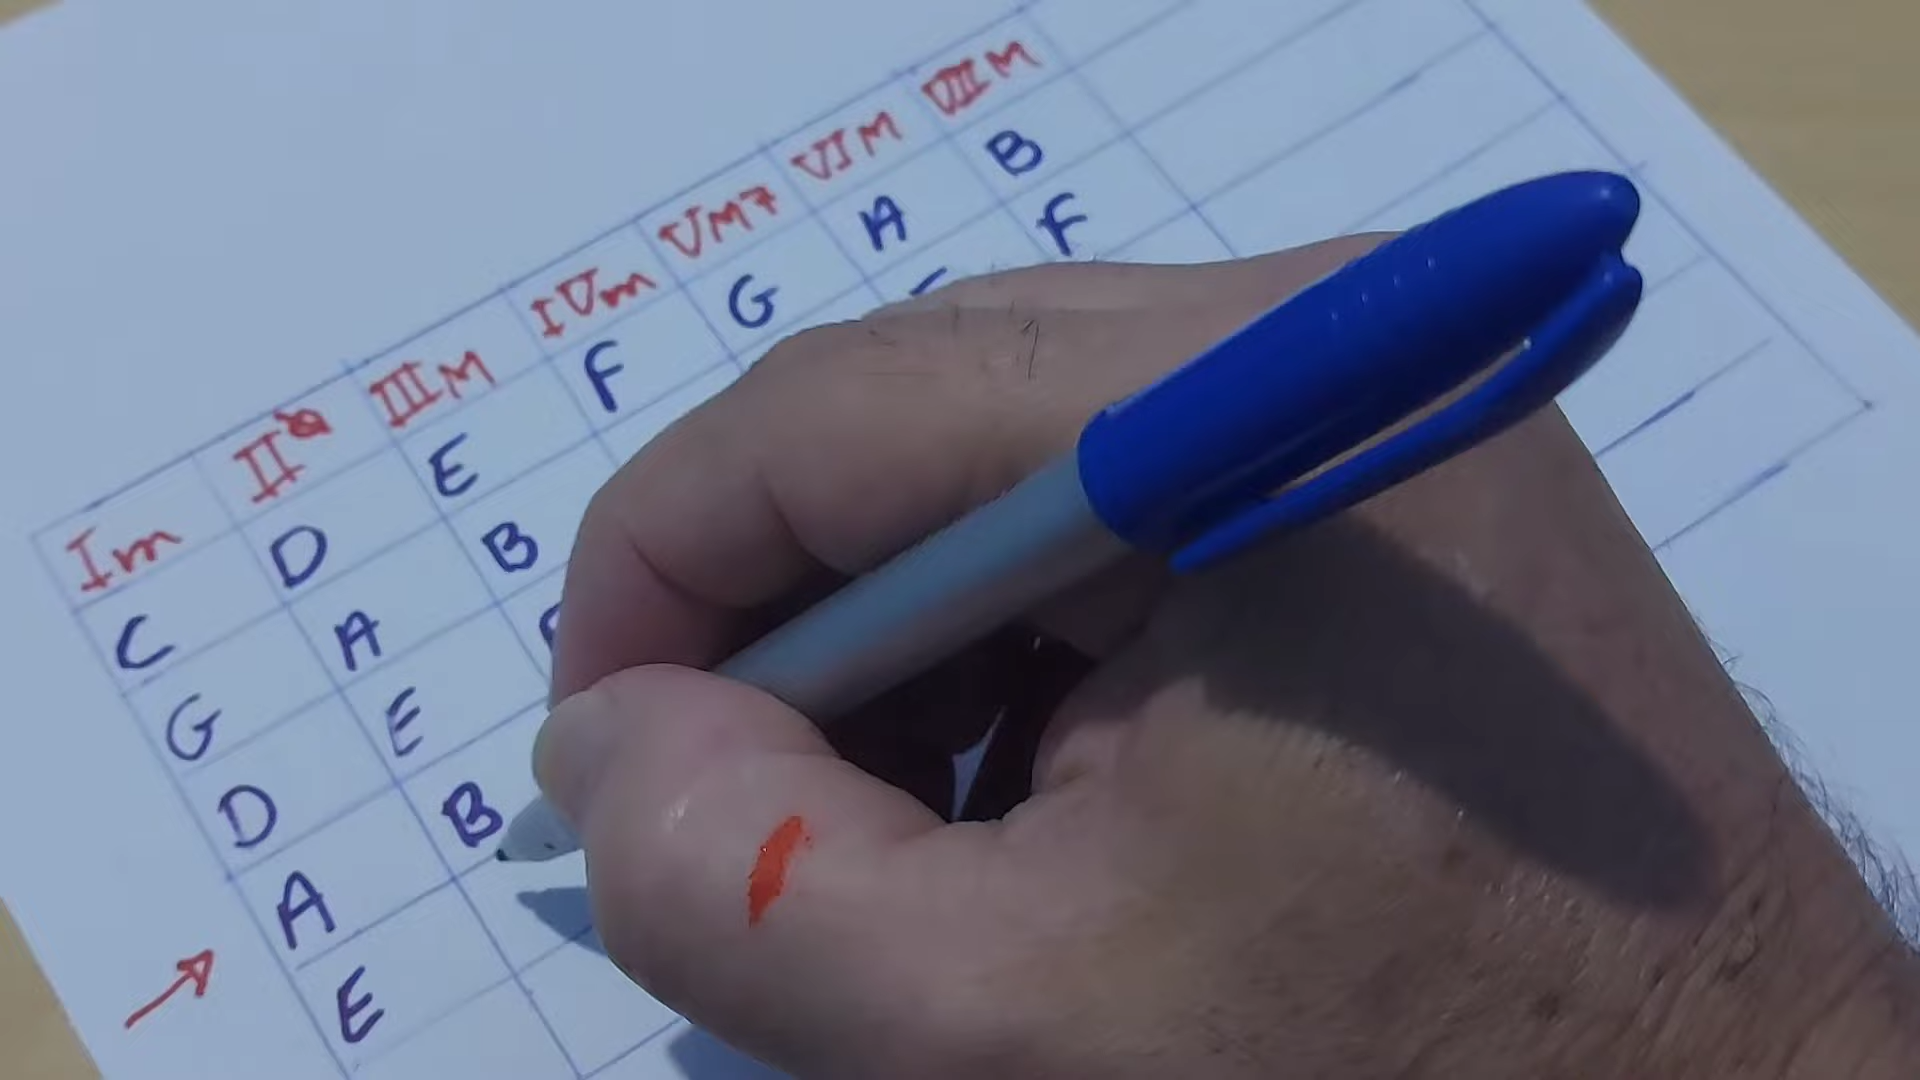 Im IIø IIIM IVm VM7 VIM VIIM
C D E F G A B
G A B F
D E
A B
E